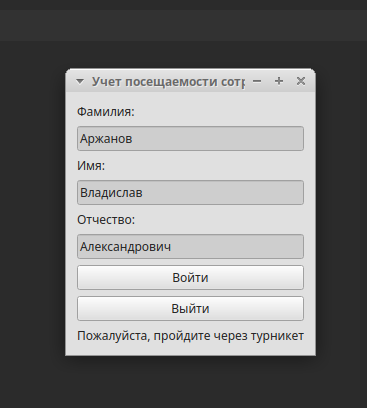 Учет посещаемости сотр
Фамилия:
Аржанов
Имя:
Владислав
Отчество:
Александрович
Войти
Выйти
Пожалуйста, пройдите через турникет